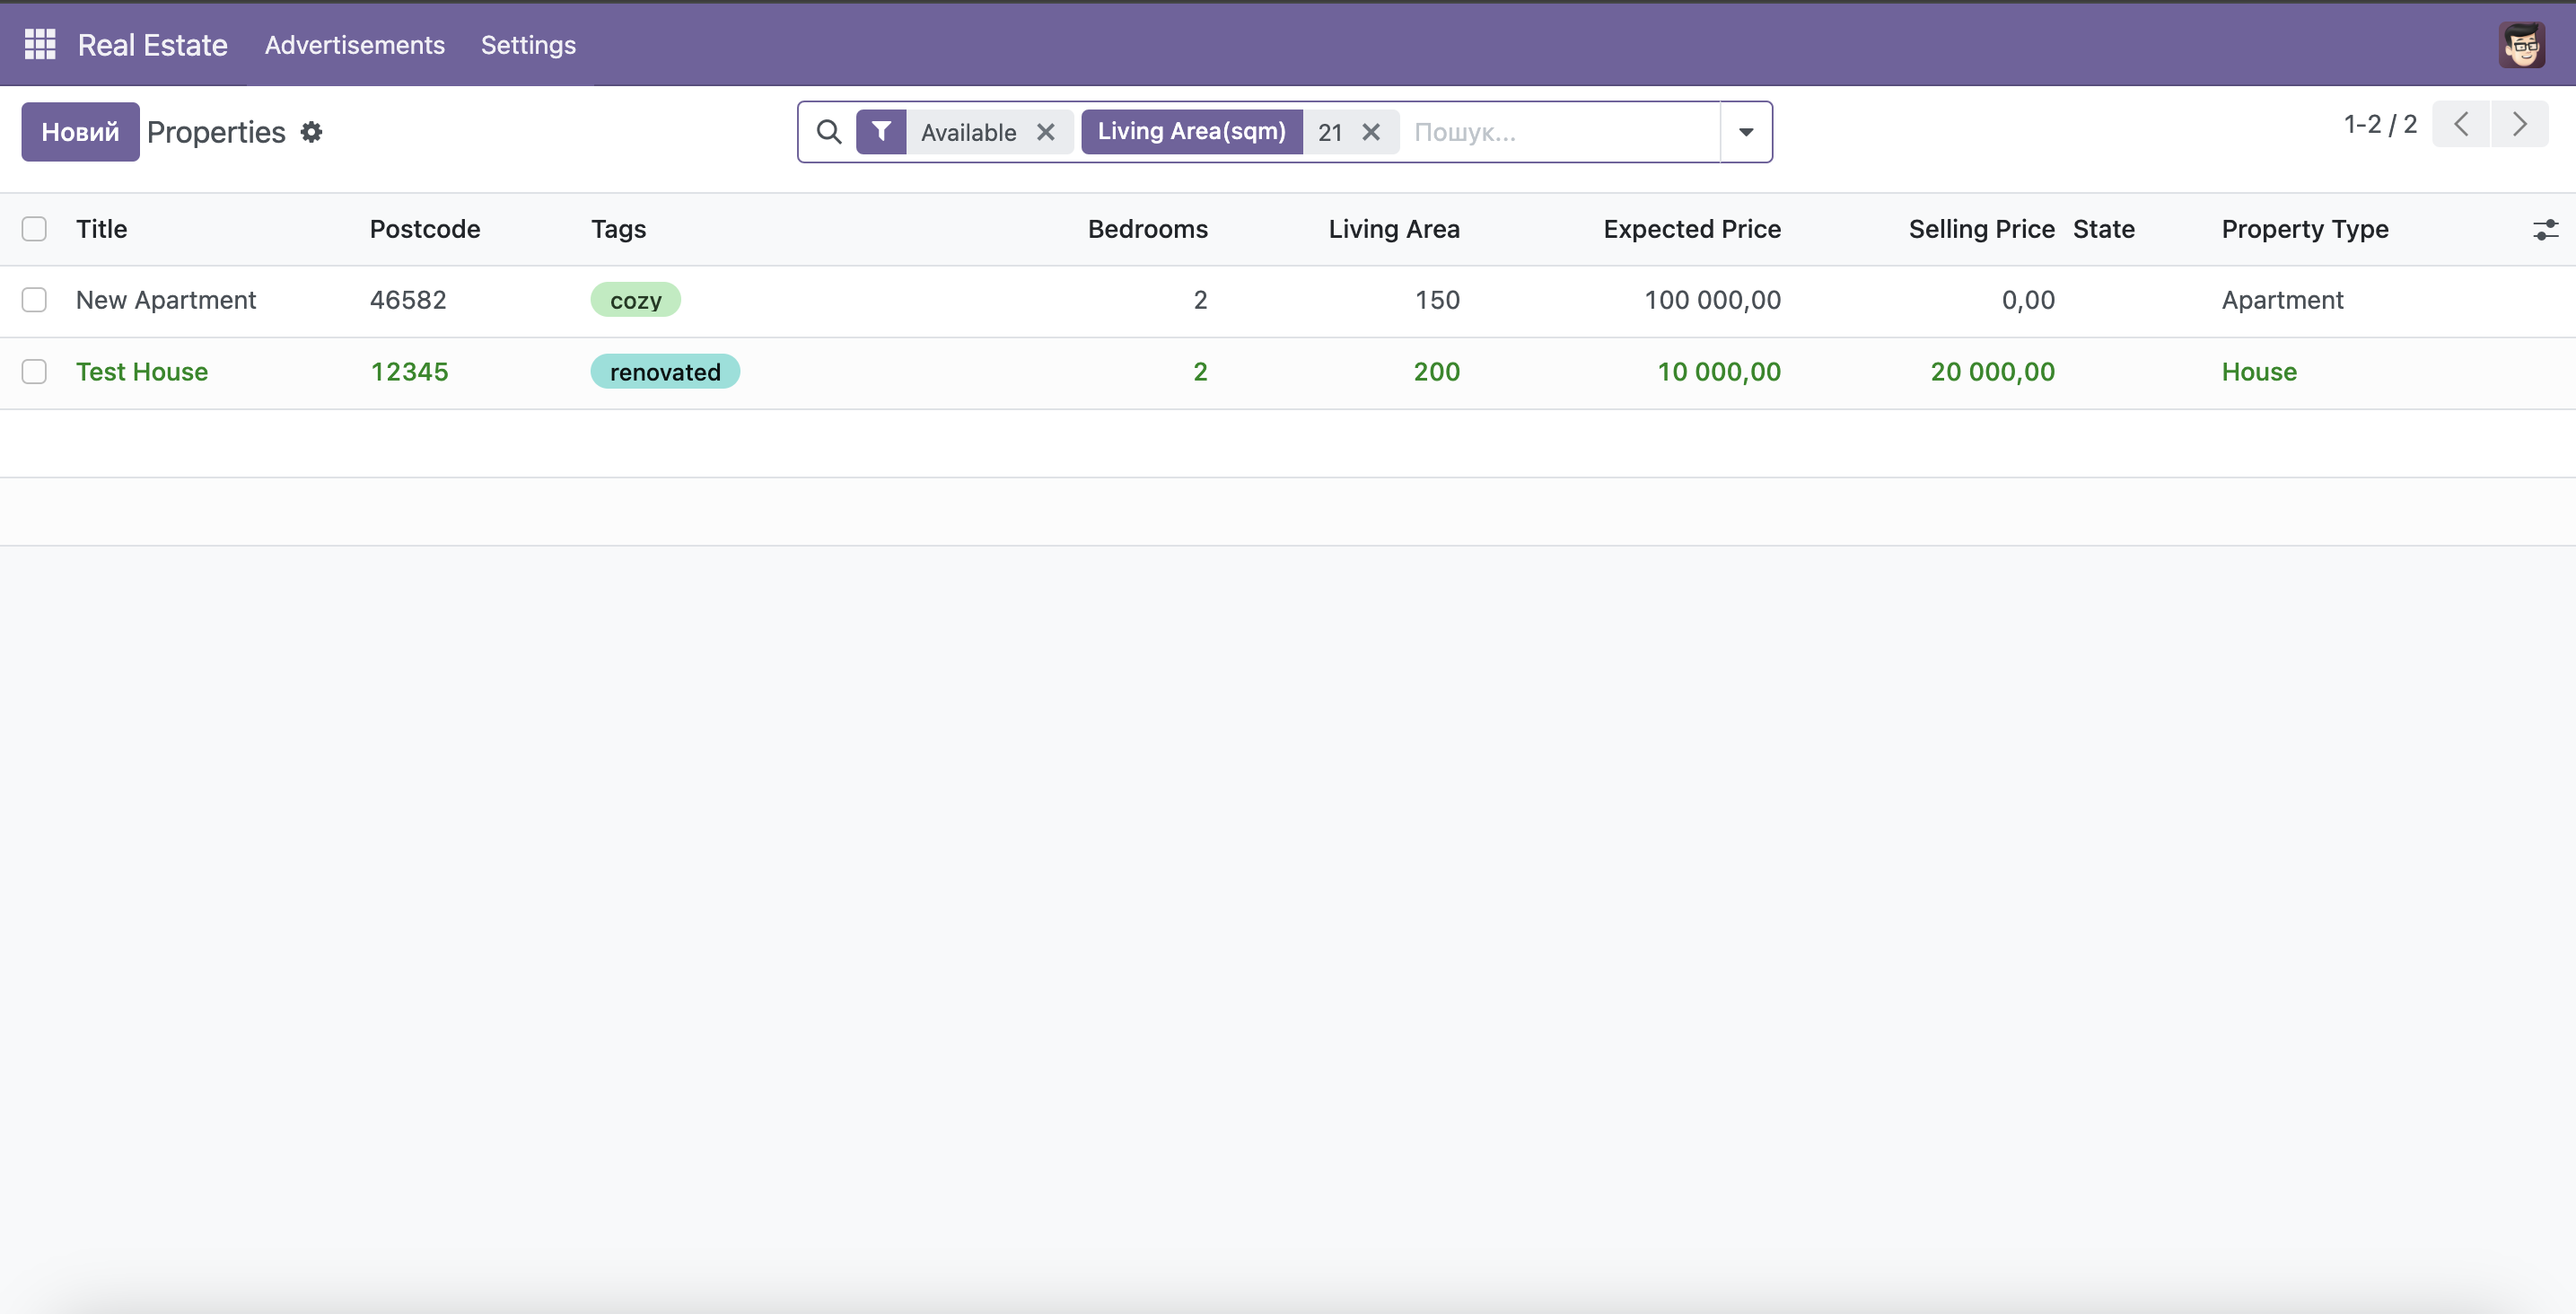 Real Estate Advertisements Settings
Новий Properties Available Living Area(sqm) 21 Пошук... 1-2 / 2
Title Postcode Tags Bedrooms Living Area Expected Price Selling Price State Property Type
New Apartment 46582 cozy 2 150 100 000,00 0,00 Apartment
Test House 12345 renovated 2 200 10 000,00 20 000,00 House